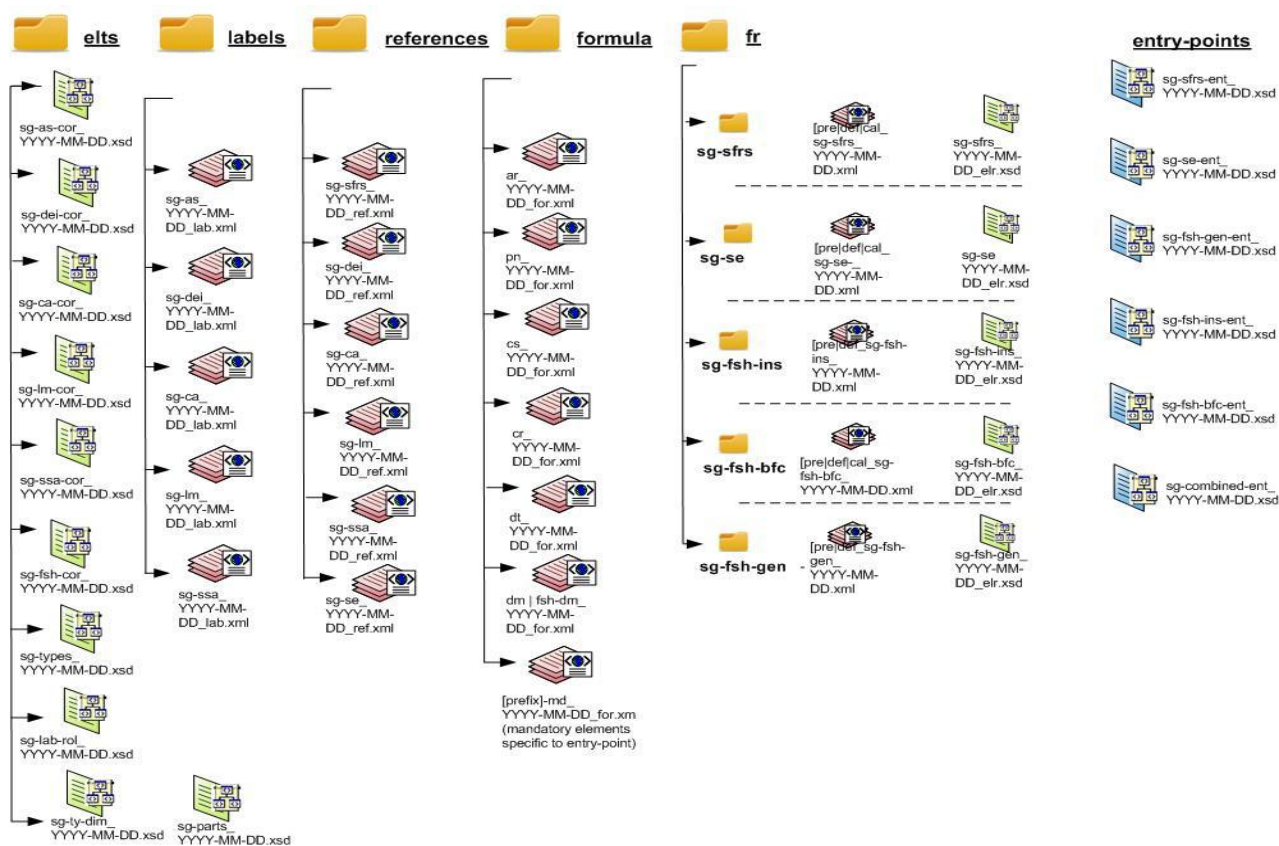 elts
sg-as-cor_
YYYY-MM-DD.xsd
sg-dei-cor_
YYYY-MM-DD.xsd
sg-ca-cor_
YYYY-MM-DD.xsd
sg-lm-cor_
YYYY-MM-DD.xsd
sg-ssa-cor_
YYYY-MM-DD.xsd
sg-fsh-cor_
YYYY-MM-DD.xsd
sg-types_
YYYY-MM-DD.xsd
sg-lab-rol_
YYYY-MM-DD.xsd
sg-ty-dim_
YYYY-MM-DD.xsd
sg-parts_
YYYY-MM-DD.xsd
labels
sg-as_
YYYY-MM-
DD_lab.xml
sg-dei_
YYYY-MM-
DD_lab.xml
sg-ca_
YYYY-MM-
DD_lab.xml
sg-lm_
YYYY-MM-
DD_lab.xml
sg-ssa_
YYYY-MM-
DD_lab.xml
references
sg-sfrs_
YYYY-MM-
DD_ref.xml
sg-dei_
YYYY-MM-
DD_ref.xml
sg-ca_
YYYY-MM-
DD_ref.xml
sg-lm_
YYYY-MM-
DD_ref.xml
sg-ssa_
YYYY-MM-
DD_ref.xml
sg-se_
YYYY-MM-
DD_ref.xml
formula
ar_
YYYY-MM-
DD_for.xml
pn_
YYYY-MM-
DD_for.xml
cs_
YYYY-MM-
DD_for.xml
cr_
YYYY-MM-
DD_for.xml
dt_
YYYY-MM-
DD_for.xml
dm | fsh-dm_
YYYY-MM-
DD_for.xml
[prefix]-md_
YYYY-MM-DD_for.xm
(mandatory elements
specific to entry-point)
fr
sg-sfrs
[pre|def|cal_
sg-sfrs_
YYYY-MM-
DD.xml
sg-sfrs_
YYYY-MM-
DD_elr.xsd
sg-se
[pre|def|cal_
sg-se-_
YYYY-MM-
DD.xml
sg-se
YYYY-MM-
DD_elr.xsd
sg-fsh-ins
[pre|def_sg-fsh-
ins_
YYYY-MM-
DD.xml
sg-fsh-ins_
YYYY-MM-
DD_elr.xsd
sg-fsh-bfc
[pre|def|cal_sg-
fsh-bfc_
YYYY-MM-DD.xml
sg-fsh-bfc_
YYYY-MM-
DD_elr.xsd
sg-fsh-gen
-
[pre|def_sg-fsh-
gen_
YYYY-MM-
DD.xml
sg-fsh-gen_
YYYY-MM-
DD_elr.xsd
entry-points
sg-sfrs-ent_
YYYY-MM-DD.xsd
sg-se-ent_
YYYY-MM-DD.xsd
sg-fsh-gen-ent_
YYYY-MM-DD.xsd
sg-fsh-ins-ent_
YYYY-MM-DD.xsd
sg-fsh-bfc-ent_
YYYY-MM-DD.xsd
sg-combined-ent_
YYYY-MM-DD.xsd